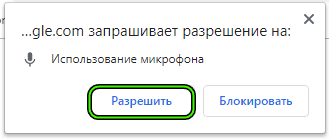 ...gle.com запрашивает разрешение на:
Использование микрофона
Разрешить Блокировать